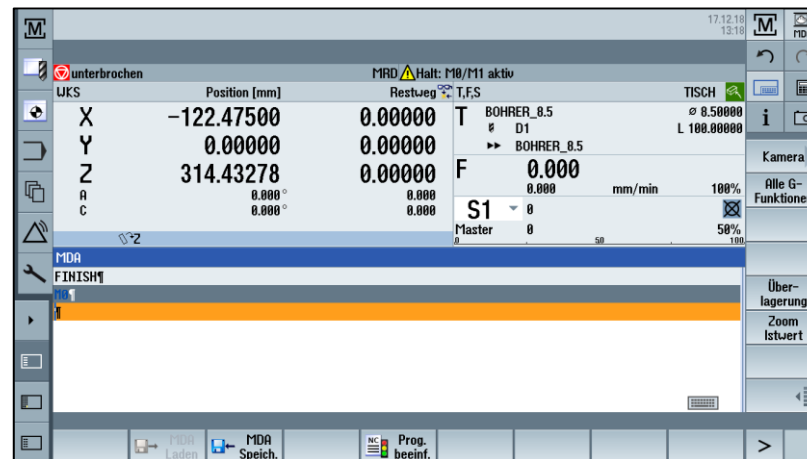 17.12.18
13:18
M
M
MD
unterbrochen
MRD Halt: M0/M1 aktiv
WKS Position [mm] Restweg T,F,S TISCH
X -122.47500 0.00000 T BOHRER_8.5 ⌀ 8.50000
D1 L 100.00000
Y 0.00000 0.00000 ▸▸ BOHRER_8.5
Z 314.43278 0.00000 F 0.000
A 0.000° 0.000 0.000 mm/min 100%
C 0.000° 0.000 S1 0
Master 0 50%
Z
0 50 100
MDA
FINISH¶
M0¶
¶
i
Kamera
Alle G-
Funktione
Über-
lagerung
Zoom
Istwert
MDA
Laden
MDA
Speich.
NC
Prog.
beeinf.
>